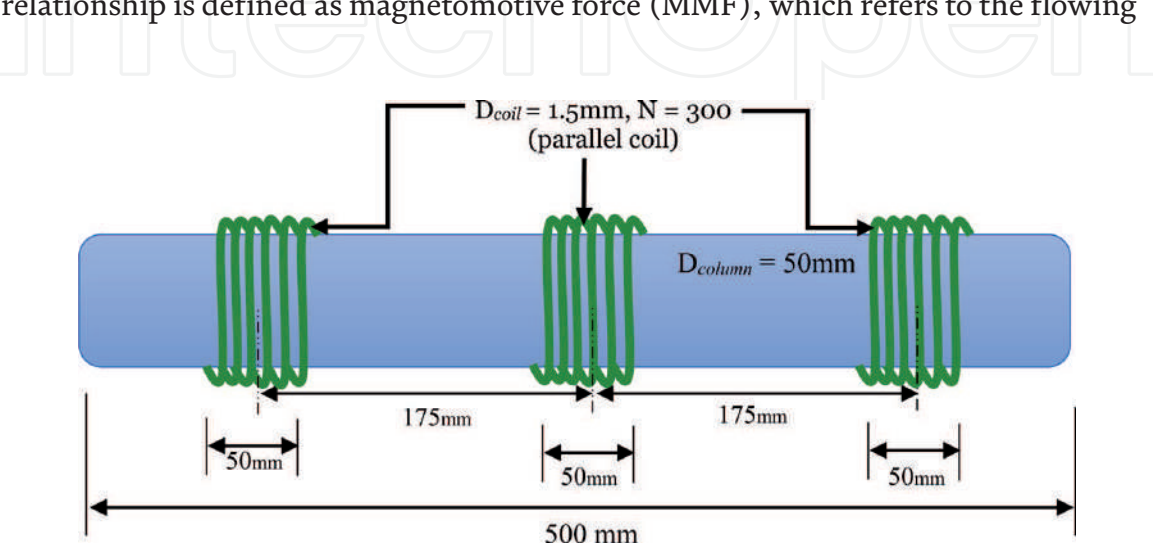 relationship is defined as magnetomotive force (MMF), which refers to the flowing
IntechOpen
Dcoil = 1.5mm, N = 300
(parallel coil)
Dcolumn = 50mm
175mm
175mm
50mm
50mm
50mm
500 mm